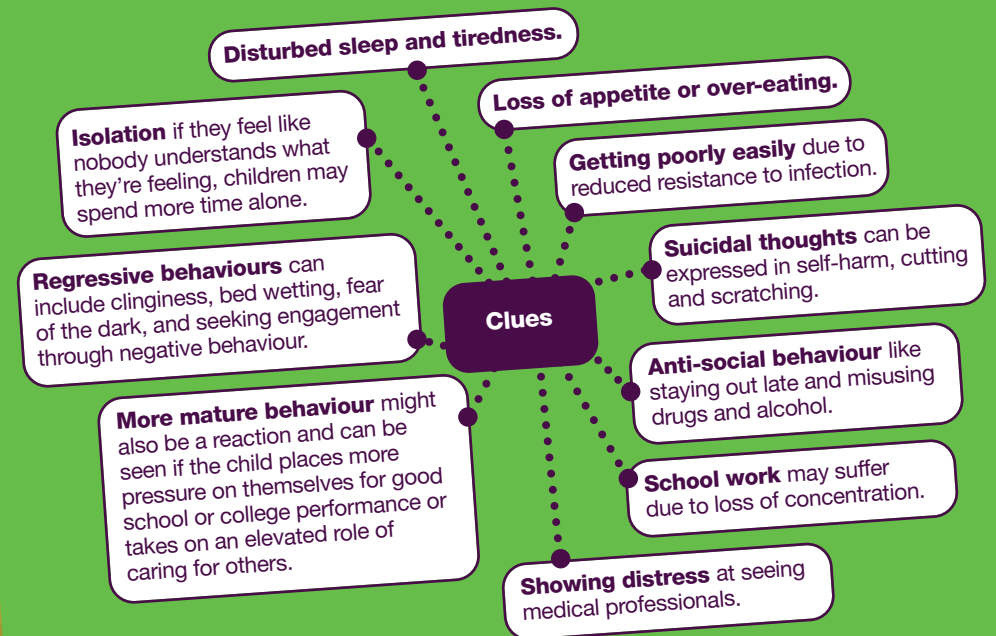 Disturbed sleep and tiredness.
Loss of appetite or over-eating.
Isolation if they feel like
nobody understands what
they're feeling, children may
spend more time alone.
Getting poorly easily due to
reduced resistance to infection.
Suicidal thoughts can be
expressed in self-harm, cutting
and scratching.
Regressive behaviours can
include clinginess, bed wetting, fear
of the dark, and seeking engagement
through negative behaviour.
Clues
Anti-social behaviour like
staying out late and misusing
drugs and alcohol.
More mature behaviour might
also be a reaction and can be
seen if the child places more
pressure on themselves for good
school or college performance or
takes on an elevated role of
caring for others.
School work may suffer
due to loss of concentration.
Showing distress at seeing
medical professionals.